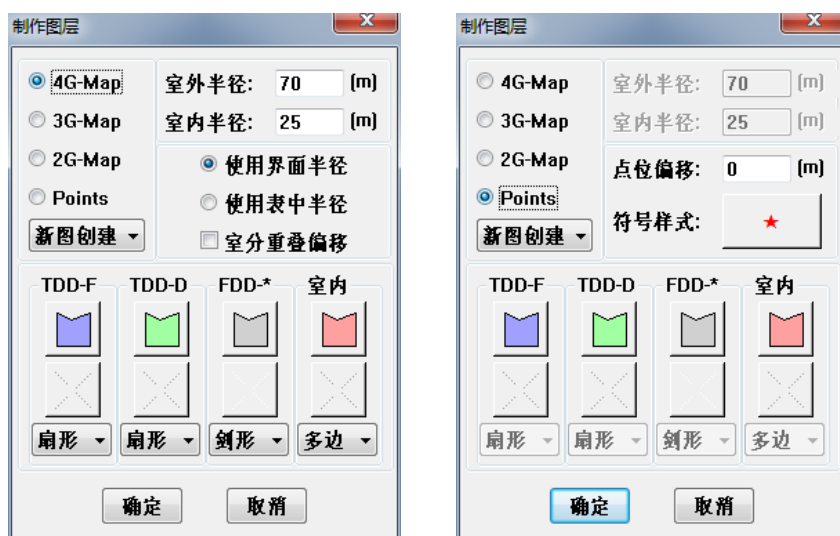 制作图层
4G-Map 室外半径: 70 (m)
3G-Map 室内半径: 25 (m)
2G-Map 使用界面半径
Points 使用表中半径
新图创建 室分重叠偏移
TDD-F TDD-D FDD-* 室内
扇形 扇形 剑形 多边
确定 取消
制作图层
4G-Map 室外半径: 70 (m)
3G-Map 室内半径: 25 (m)
2G-Map 点位偏移: 0 (m)
Points 符号样式:
新图创建
TDD-F TDD-D FDD-* 室内
扇形 扇形 剑形 多边
确定 取消